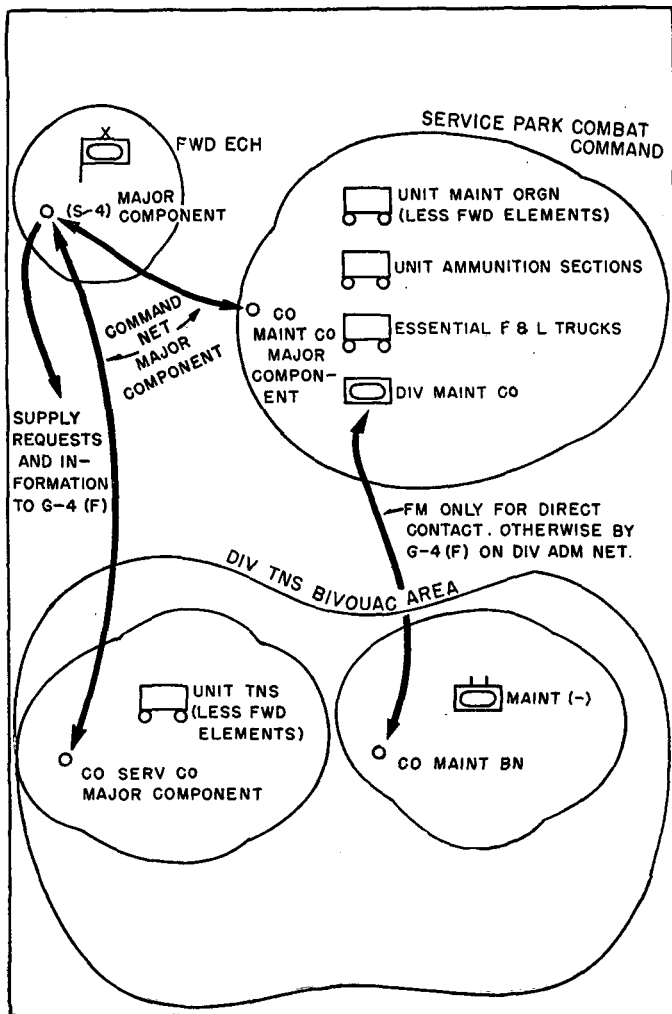 X
FWD ECH
(S-4) MAJOR
COMPONENT
SERVICE PARK COMBAT
COMMAND
UNIT MAINT ORGN
(LESS FWD ELEMENTS)
UNIT AMMUNITION SECTIONS
ESSENTIAL F & L TRUCKS
DIV MAINT CO
CO
MAINT CO
MAJOR
COMPON-
ENT
COMMAND
NET
MAJOR
COMPONENT
SUPPLY
REQUESTS
AND IN-
FORMATION
TO G-4 (F)
FM ONLY FOR DIRECT
CONTACT. OTHERWISE BY
G-4 (F) ON DIV ADM NET.
DIV TNS BIVOUAC AREA
UNIT TNS
(LESS FWD
ELEMENTS)
CO SERV CO
MAJOR COMPONENT
MAINT (-)
CO MAINT BN